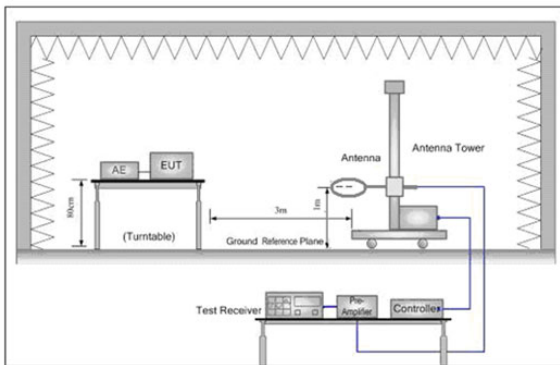 AE
EUT
80cm
(Turntable)
3m
Antenna
Antenna Tower
1m
Ground Reference Plane
Test Receiver
Pre-
Amplifier
Controller